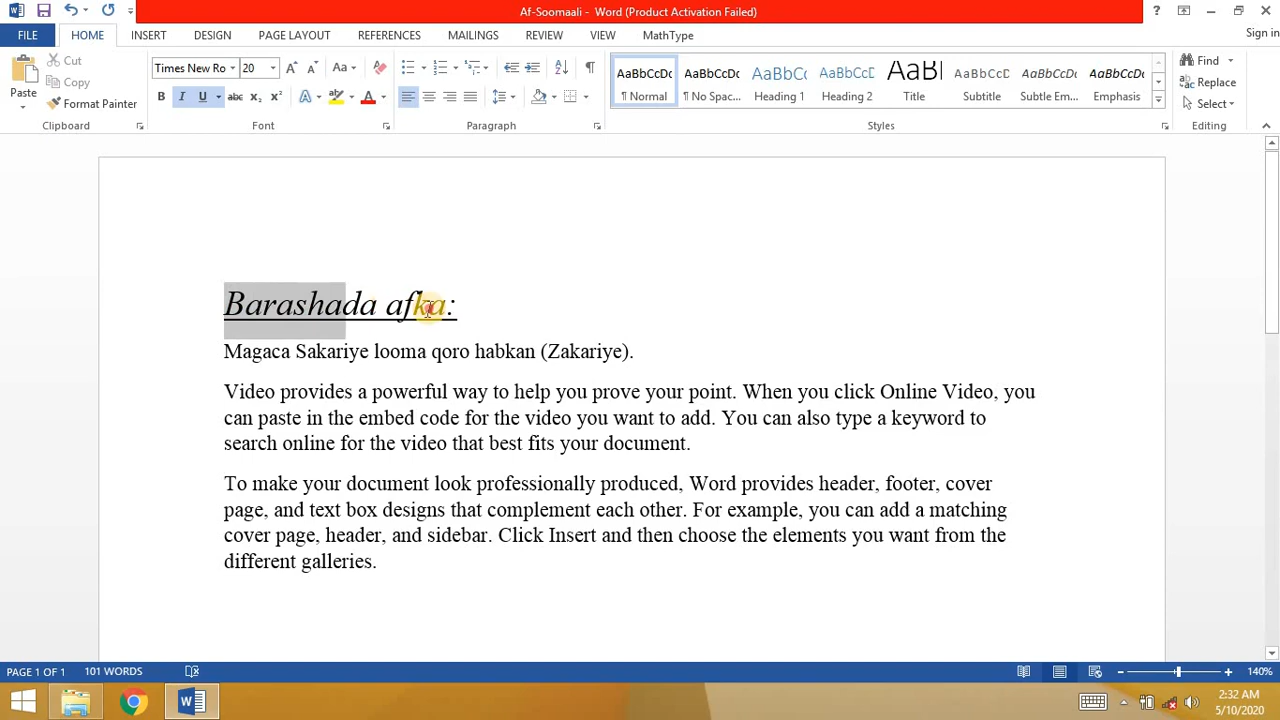 Af-Soomaali - Word (Product Activation Failed)
FILE HOME INSERT DESIGN PAGE LAYOUT REFERENCES MAILINGS REVIEW VIEW MathType Sign in
Cut
Copy
Format Painter
Paste
Clipboard
Times New Ro 20
Font
Paragraph
AaBbCcDc AaBbCcDc AaBbCc AaBbCcD AaBl AaBbCcD AaBbCcDc AaBbCcDc
¶ Normal ¶ No Spac... Heading 1 Heading 2 Title Subtitle Subtle Em... Emphasis
Styles
Find
Replace
Select
Editing
Barashada afka:
Magaca Sakariye looma qoro habkan (Zakariye).
Video provides a powerful way to help you prove your point. When you click Online Video, you
can paste in the embed code for the video you want to add. You can also type a keyword to
search online for the video that best fits your document.
To make your document look professionally produced, Word provides header, footer, cover
page, and text box designs that complement each other. For example, you can add a matching
cover page, header, and sidebar. Click Insert and then choose the elements you want from the
different galleries.
PAGE 1 OF 1 101 WORDS 140%
2:32 AM
5/10/2020